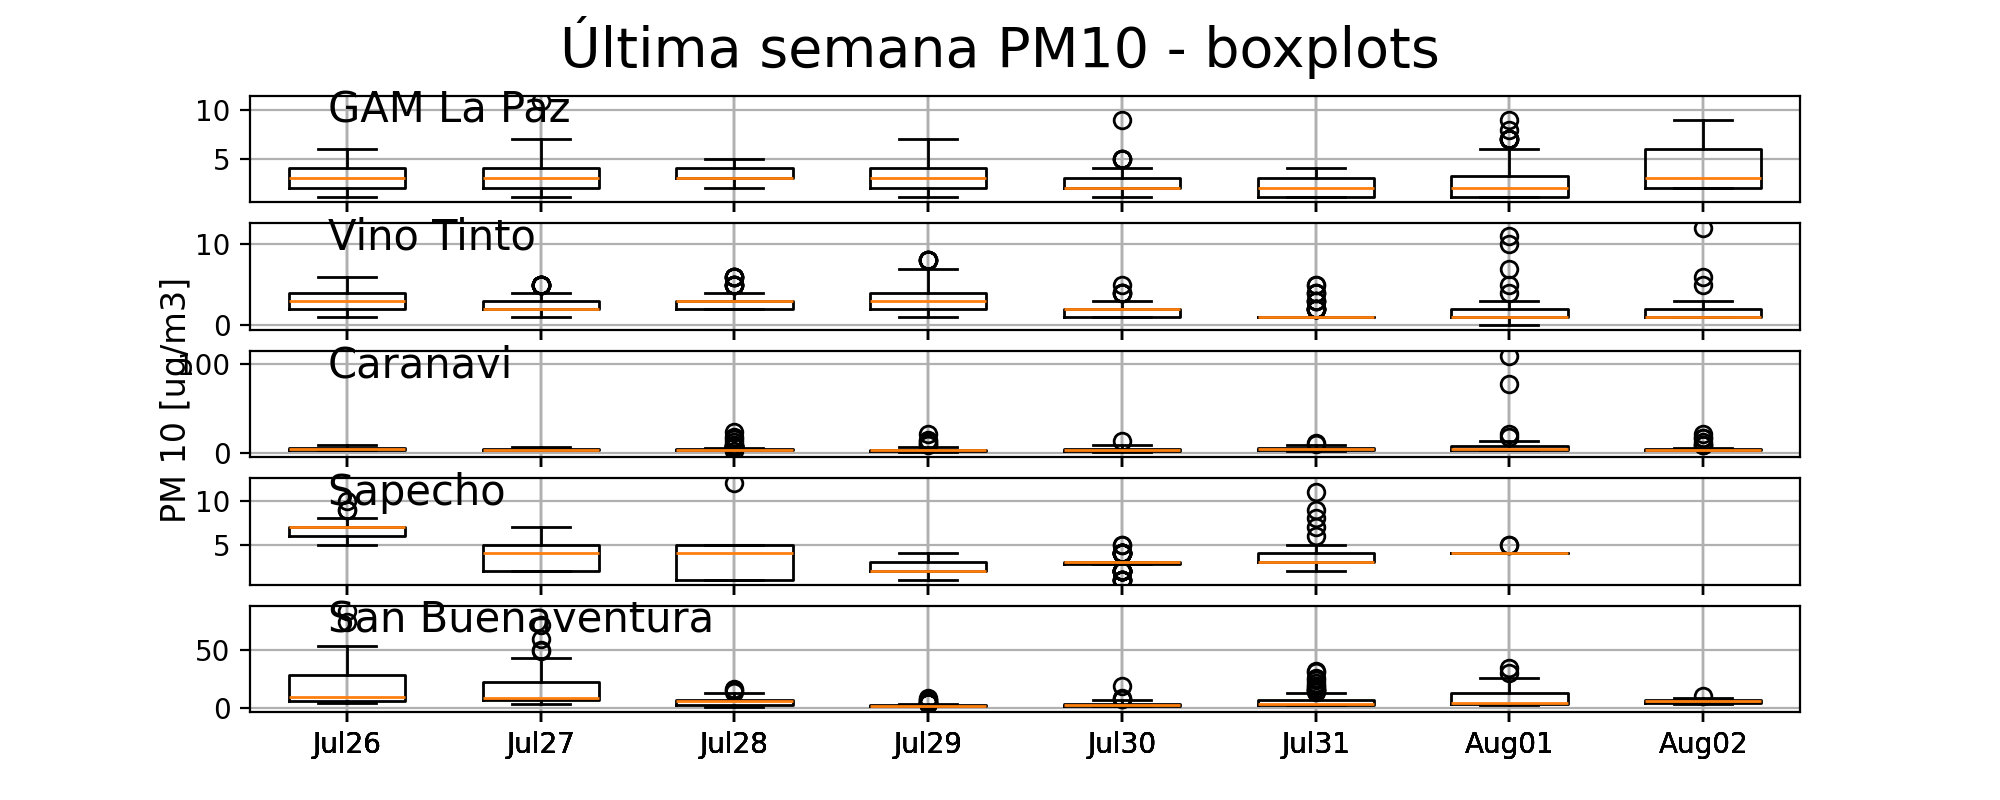 Última semana PM10 - boxplots
GAM La Paz
10
5
Vino Tinto
10
0
PM 10 [ug/m3]
Caranavi
100
0
Sapecho
10
5
San Buenaventura
50
0
Jul26 Jul27 Jul28 Jul29 Jul30 Jul31 Aug01 Aug02